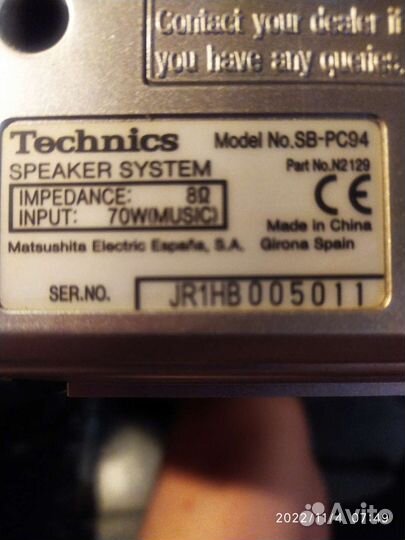 Contact your dealer if
you have any queries.
Technics Model No.SB-PC94
SPEAKER SYSTEM Part No.N2129
IMPEDANCE: 8Ω
INPUT: 70W(MUSIC)
CE
Made in China
Matsushita Electric España, S.A. Girona Spain
SER.NO. JR1HB005011
2022/11/4 07:49
Avito